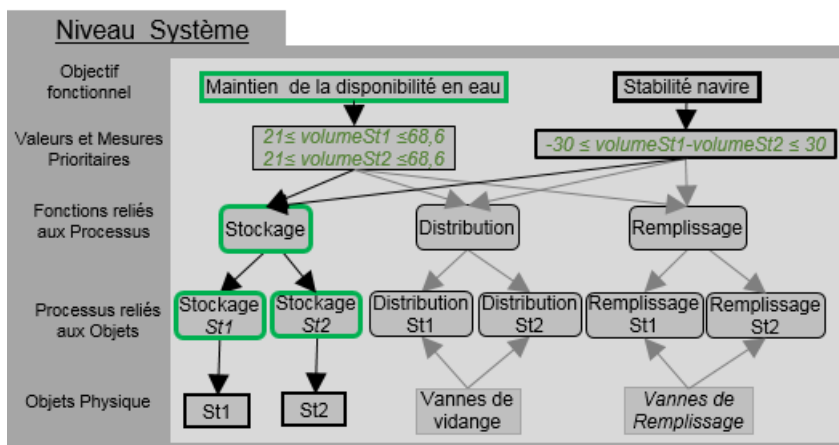 Niveau Système
Objectif
fonctionnel
Maintien de la disponibilité en eau
Stabilité navire
Valeurs et Mesures
Prioritaires
21≤ volumeSt1 ≤68,6
21≤ volumeSt2 ≤68,6
-30 ≤ volumeSt1-volumeSt2 ≤ 30
Fonctions reliés
aux Processus
Stockage
Distribution
Remplissage
Processus reliés
aux Objets
Stockage
St1
Stockage
St2
Distribution
St1
Distribution
St2
Remplissage
St1
Remplissage
St2
Objets Physique
St1
St2
Vannes de
vidange
Vannes de
Remplissage